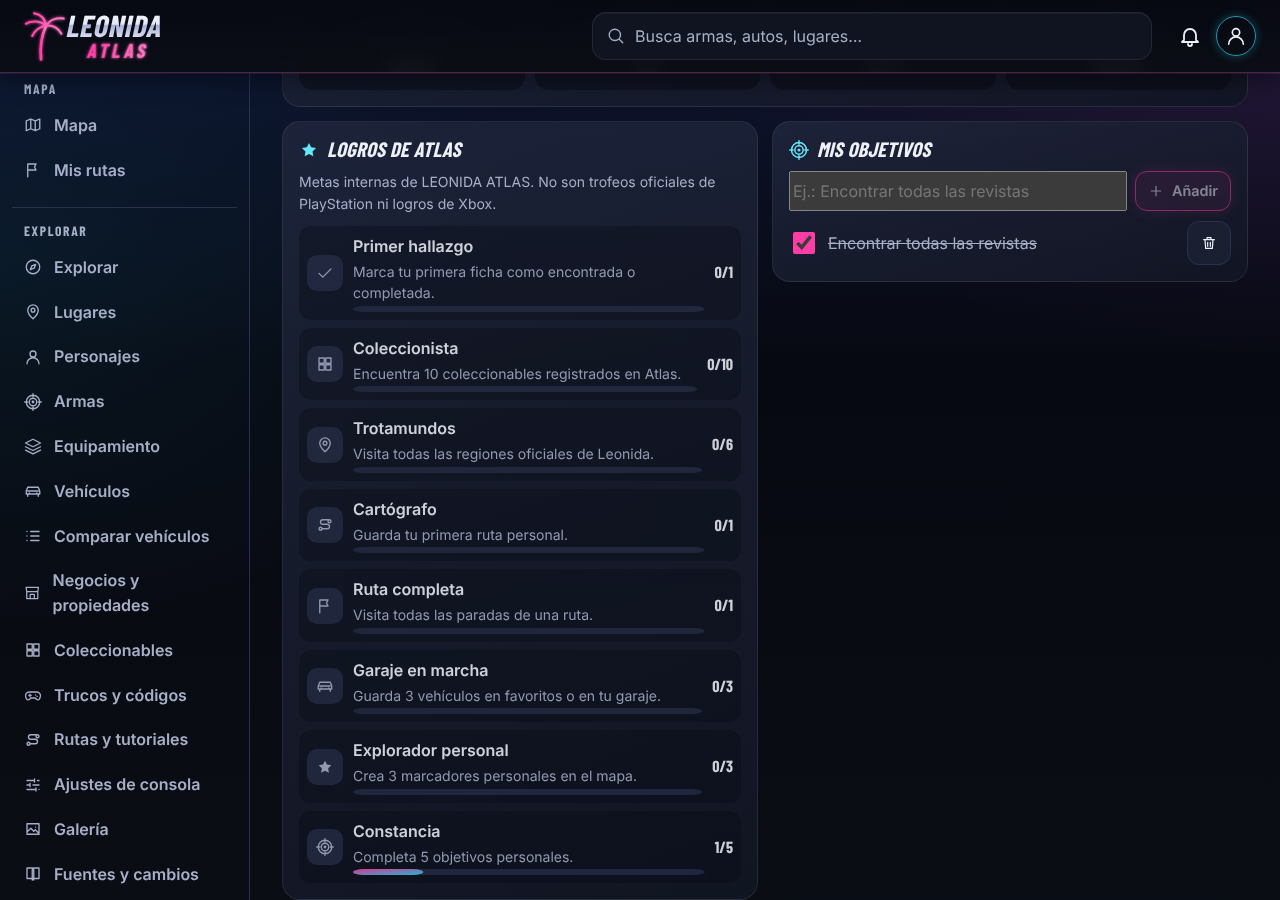 LEONIDA
ATLAS
Busca armas, autos, lugares...
MAPA
Mapa
Mis rutas
EXPLORAR
Explorar
Lugares
Personajes
Armas
Equipamiento
Vehículos
Comparar vehículos
Negocios y
propiedades
Coleccionables
Trucos y códigos
Rutas y tutoriales
Ajustes de consola
Galería
Fuentes y cambios
LOGROS DE ATLAS
Metas internas de LEONIDA ATLAS. No son trofeos oficiales de
PlayStation ni logros de Xbox.
Primer hallazgo
Marca tu primera ficha como encontrada o
completada.
0/1
Coleccionista
Encuentra 10 coleccionables registrados en Atlas.
0/10
Trotamundos
Visita todas las regiones oficiales de Leonida.
0/6
Cartógrafo
Guarda tu primera ruta personal.
0/1
Ruta completa
Visita todas las paradas de una ruta.
0/1
Garaje en marcha
Guarda 3 vehículos en favoritos o en tu garaje.
0/3
Explorador personal
Crea 3 marcadores personales en el mapa.
0/3
Constancia
Completa 5 objetivos personales.
1/5
MIS OBJETIVOS
Ej.: Encontrar todas las revistas
Añadir
Encontrar todas las revistas